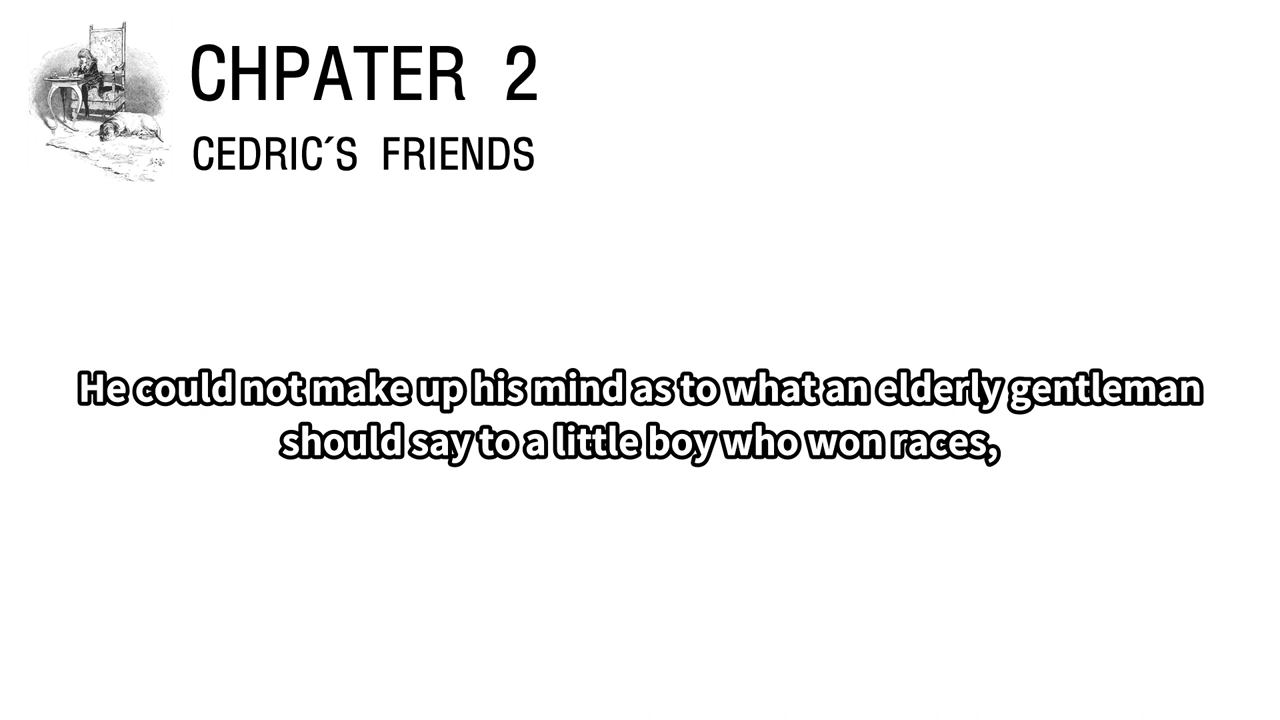 CHPATER 2
CEDRIC´S FRIENDS
He could not make up his mind as to what an elderly gentleman
should say to a little boy who won races,